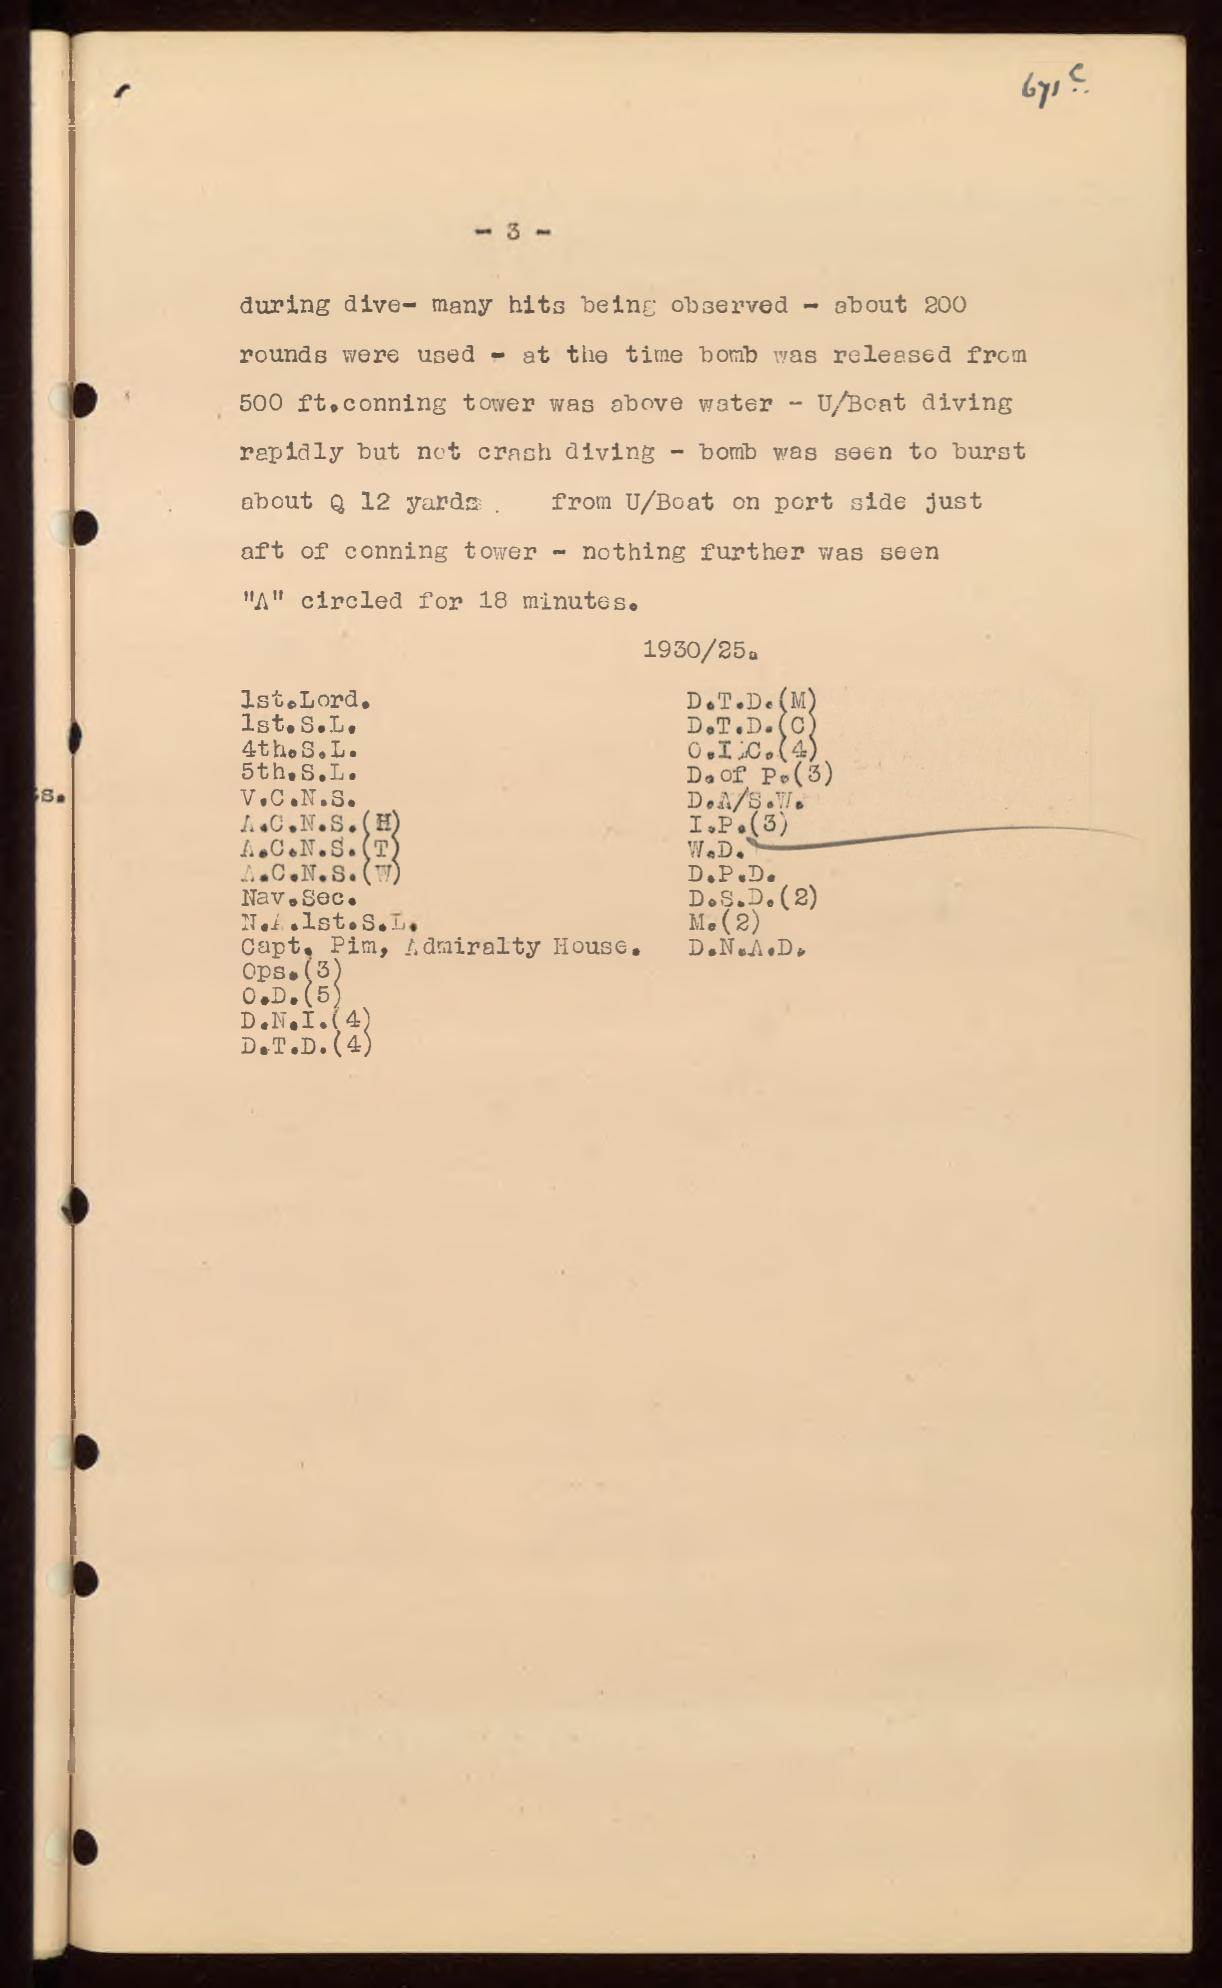 671 c
- 3 -
during dive- many hits being observed - about 200
rounds were used - at the time bomb was released from
500 ft.conning tower was above water - U/Boat diving
rapidly but not crash diving - bomb was seen to burst
about Q 12 yards . from U/Boat on port side just
aft of conning tower - nothing further was seen
"A" circled for 18 minutes.
1930/25.
1st.Lord.
1st.S.L.
4th.S.L.
5th.S.L.
V.C.N.S.
A.C.N.S.(H)
A.C.N.S.(T)
A.C.N.S.(W)
Nav.Sec.
N.A.1st.S.L.
Capt. Pim, Admiralty House.
Ops.(3)
O.D.(5)
D.N.I.(4)
D.T.D.(4)
D.T.D.(M)
D.T.D.(C)
O.I.C.(4)
D.of P.(3)
D.A/S.W.
I.P.(3)
W.D.
D.P.D.
D.S.D.(2)
M.(2)
D.N.A.D.